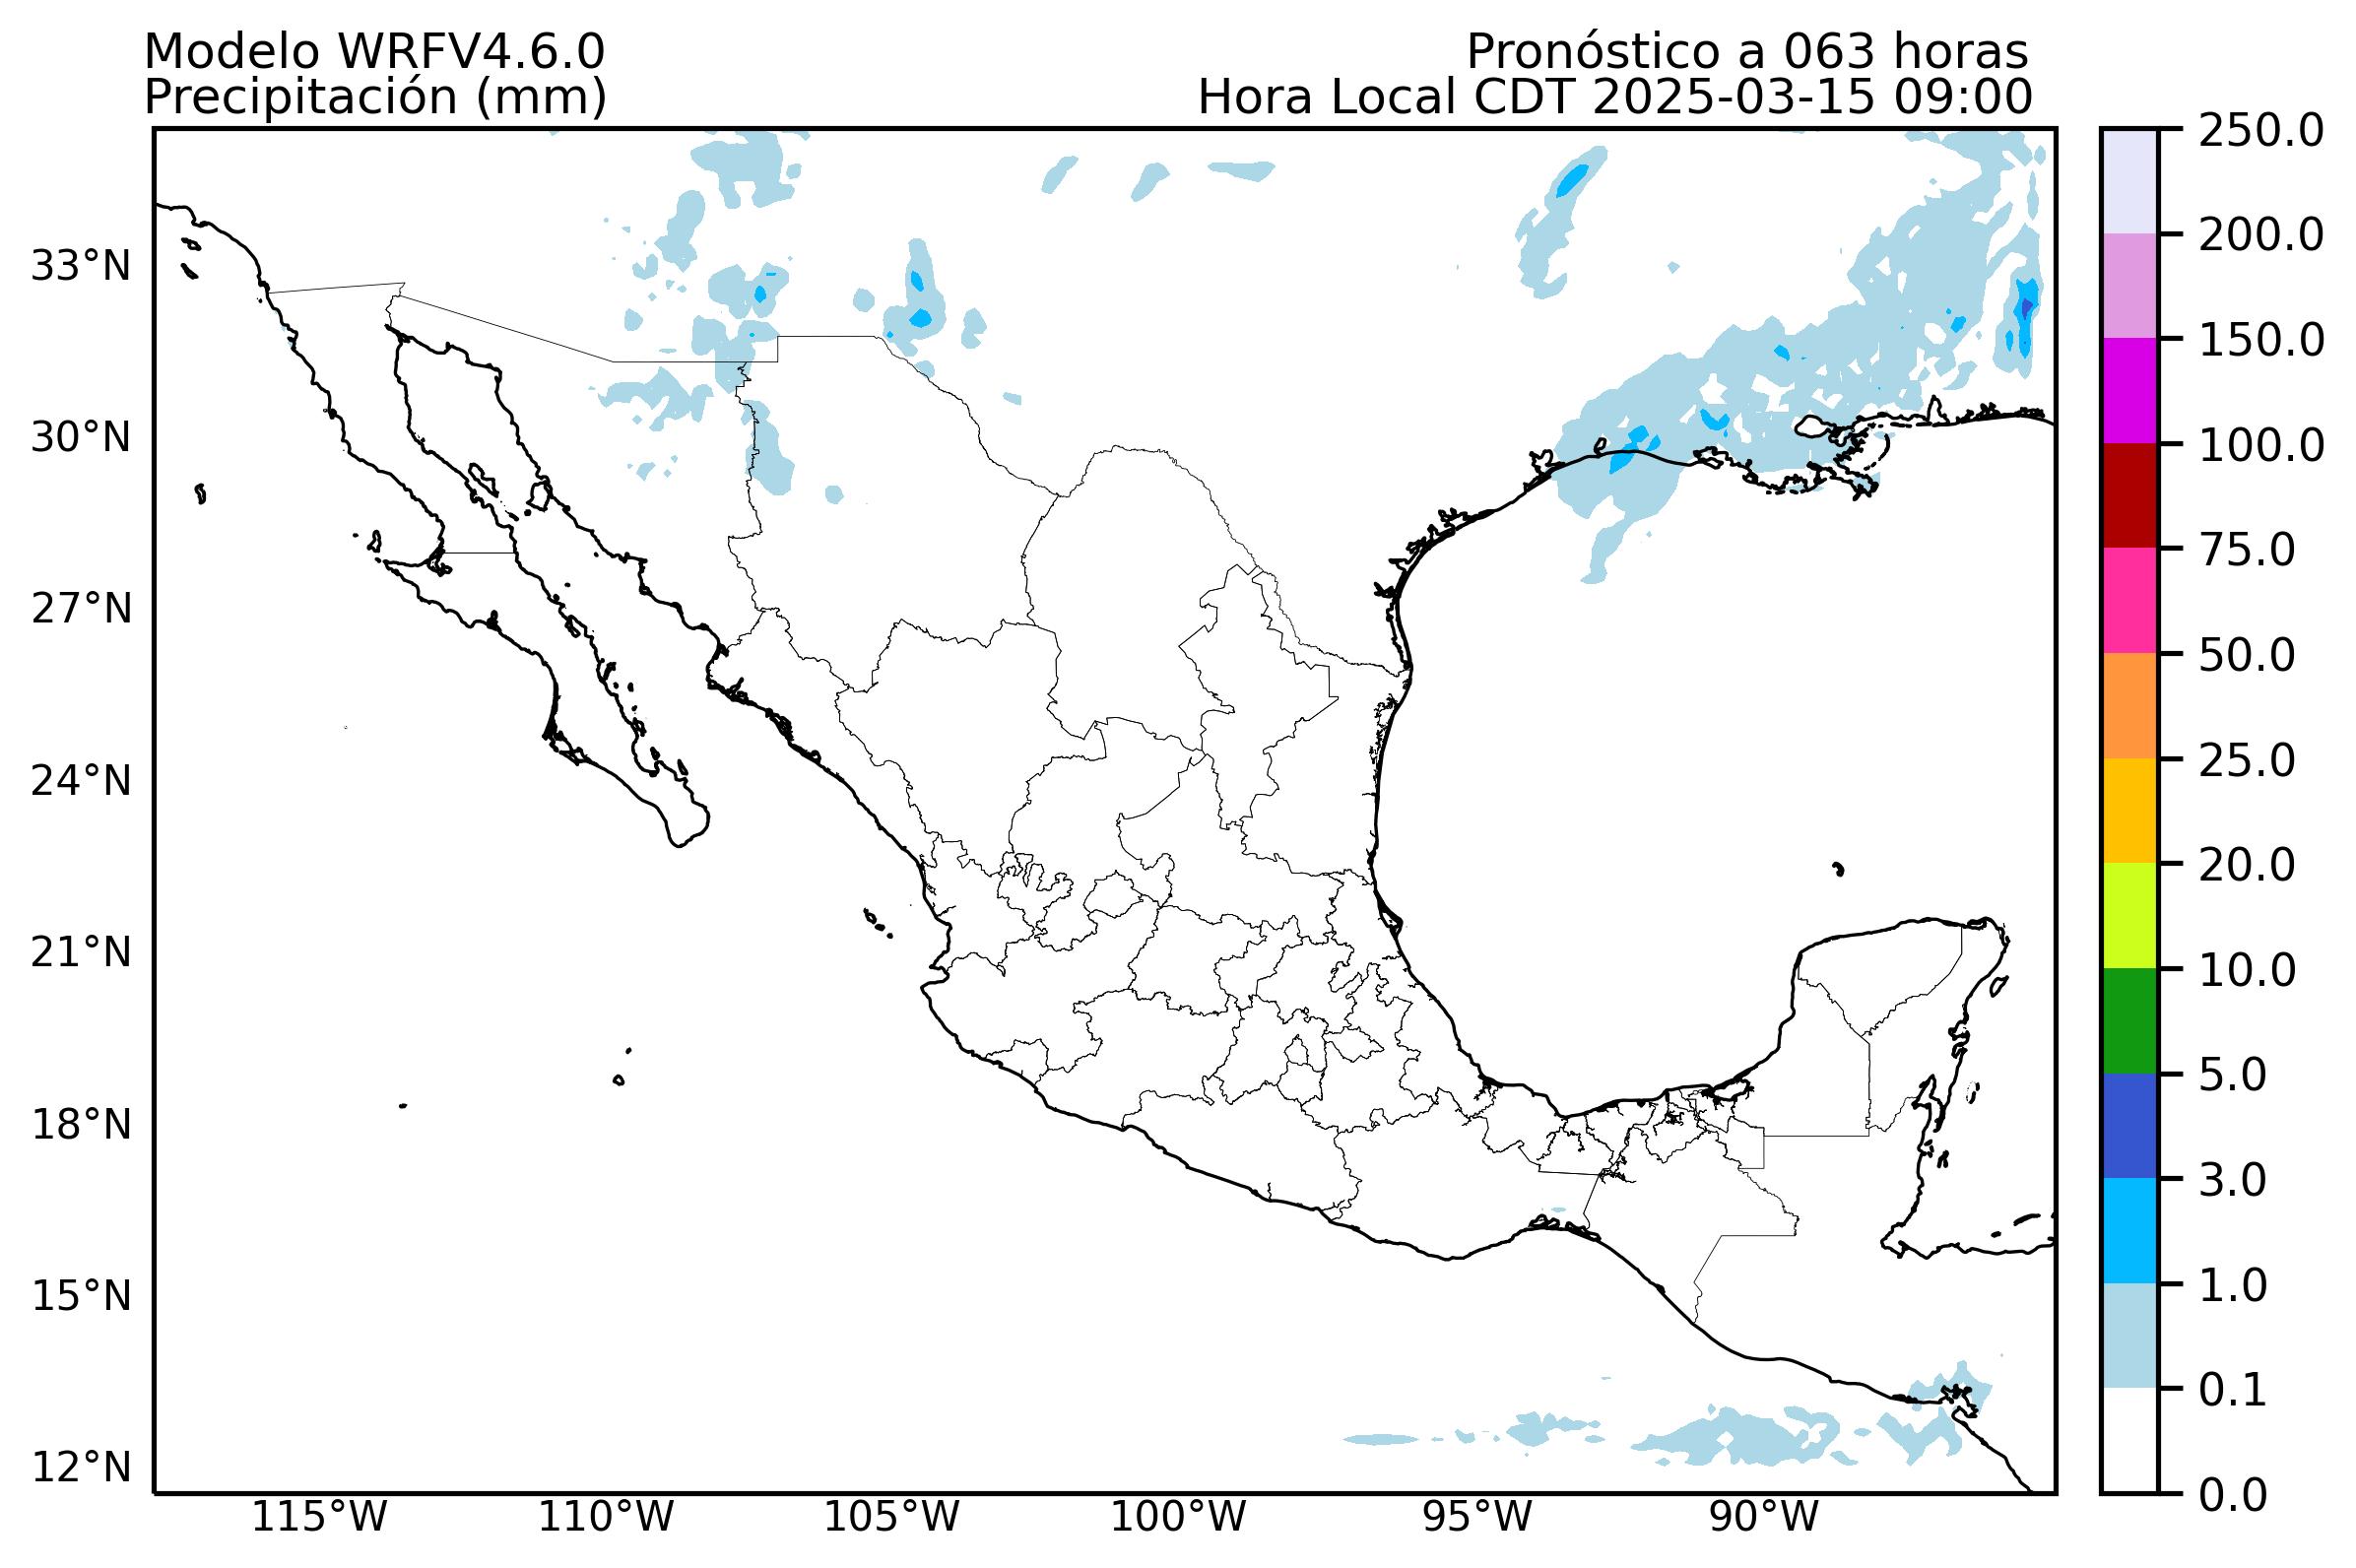 Modelo WRFV4.6.0
Precipitación (mm)
Pronóstico a 063 horas
Hora Local CDT 2025-03-15 09:00
33°N
30°N
27°N
24°N
21°N
18°N
15°N
12°N
115°W
110°W
105°W
100°W
95°W
90°W
250.0
200.0
150.0
100.0
75.0
50.0
25.0
20.0
10.0
5.0
3.0
1.0
0.1
0.0